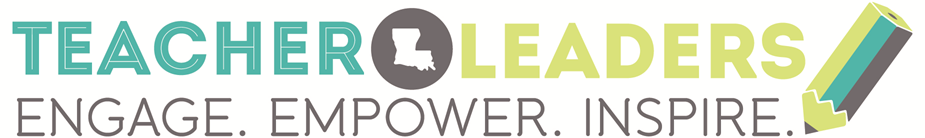 TEACHER LEADERS
ENGAGE. EMPOWER. INSPIRE.